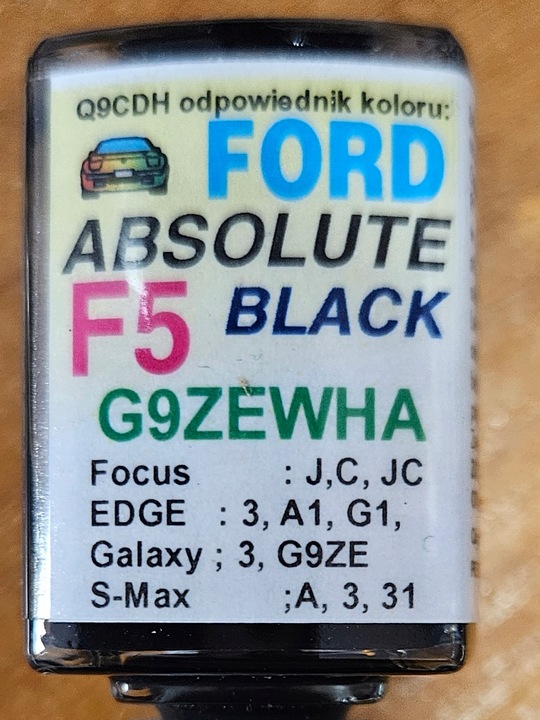 Q9CDH odpowiednik koloru:
FORD
ABSOLUTE
F5 BLACK
G9ZEWHA
Focus : J,C, JC
EDGE : 3, A1, G1,
Galaxy ; 3, G9ZE
S-Max ;A, 3, 31